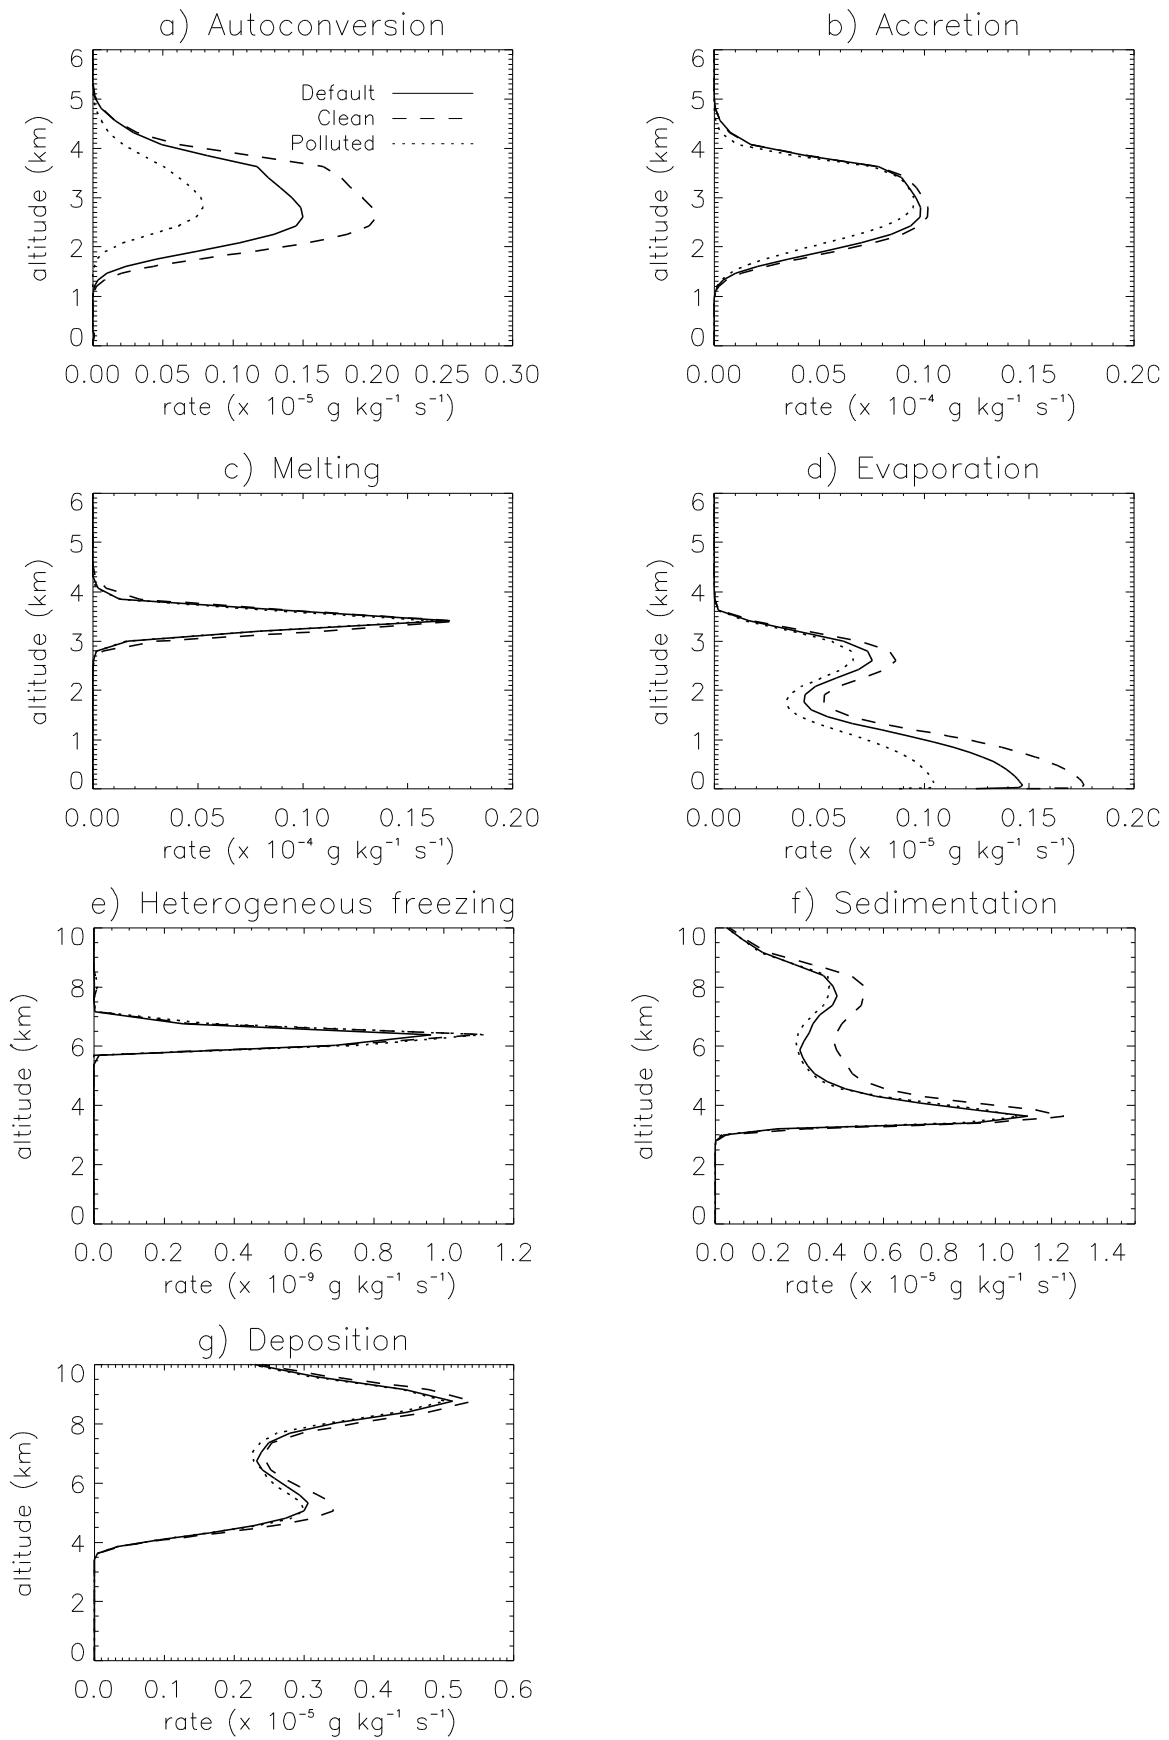 a) Autoconversion
6
5
4
3
2
1
0
altitude (km)
Default
Clean
Polluted
0.00 0.05 0.10 0.15 0.20 0.25 0.30
rate (x 10⁻⁵ g kg⁻¹ s⁻¹)
b) Accretion
6
5
4
3
2
1
0
altitude (km)
0.00 0.05 0.10 0.15 0.20
rate (x 10⁻⁴ g kg⁻¹ s⁻¹)
c) Melting
6
5
4
3
2
1
0
altitude (km)
0.00 0.05 0.10 0.15 0.20
rate (x 10⁻⁴ g kg⁻¹ s⁻¹)
d) Evaporation
6
5
4
3
2
1
0
altitude (km)
0.00 0.05 0.10 0.15 0.20
rate (x 10⁻⁵ g kg⁻¹ s⁻¹)
e) Heterogeneous freezing
10
8
6
4
2
0
altitude (km)
0.0 0.2 0.4 0.6 0.8 1.0 1.2
rate (x 10⁻⁹ g kg⁻¹ s⁻¹)
f) Sedimentation
10
8
6
4
2
0
altitude (km)
0.0 0.2 0.4 0.6 0.8 1.0 1.2 1.4
rate (x 10⁻⁵ g kg⁻¹ s⁻¹)
g) Deposition
10
8
6
4
2
0
altitude (km)
0.0 0.1 0.2 0.3 0.4 0.5 0.6
rate (x 10⁻⁵ g kg⁻¹ s⁻¹)